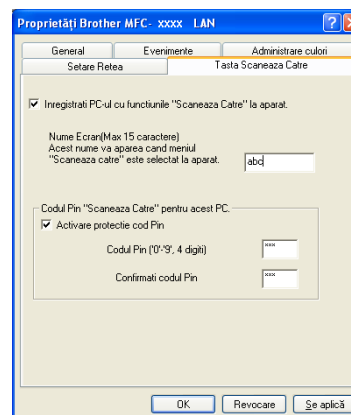 Proprietăți Brother MFC- xxxx LAN
General Evenimente Administrare culori
Setare Retea Tasta Scaneaza Catre
Inregistrati PC-ul cu functiunile "Scaneaza Catre" la aparat.
Nume Ecran(Max 15 caractere)
Acest nume va aparea cand meniul
"Scaneaza catre" este selectat la aparat.
abc
Codul Pin "Scaneaza Catre" pentru acest PC.
Activare protectie cod Pin
Codul Pin ('0'-'9', 4 digiti)
xxx
Confirmati codul Pin
xxx
OK Revocare Se aplică